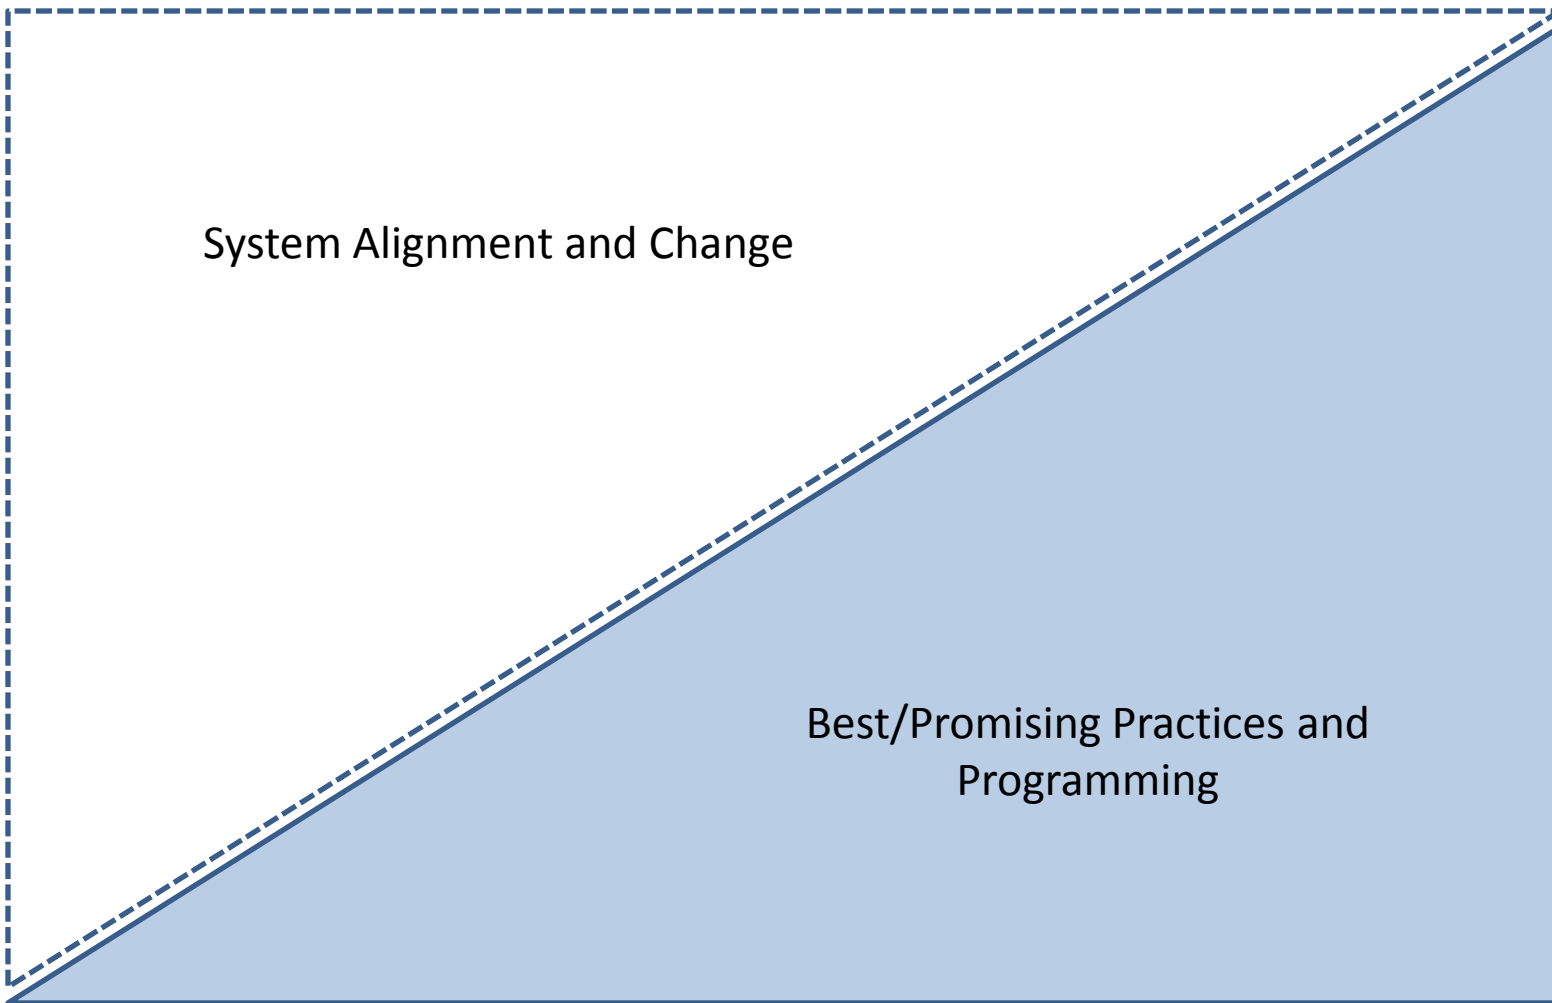 System Alignment and Change
Best/Promising Practices and
Programming